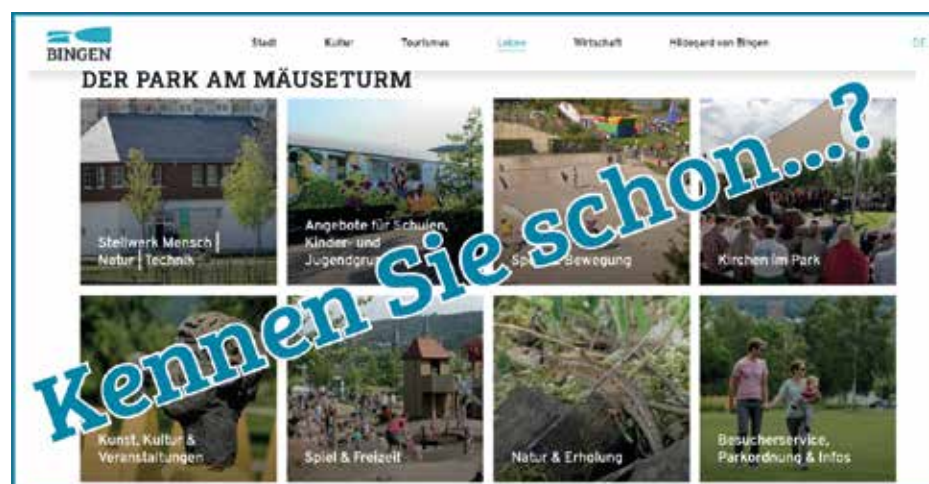 BINGEN
Stadt Kultur Tourismus Leben Wirtschaft Hildegard von Bingen DE
DER PARK AM MÄUSETURM
Kennen Sie schon...?
Stellwerk Mensch |
Natur | Technik
Angebote für Schulen,
Kinder- und
Kirchen im Park
Bewegung
Kunst, Kultur &
Veranstaltungen
Spiel & Freizeit
Natur & Erholung
Besucherservice,
Parkordnung & Infos